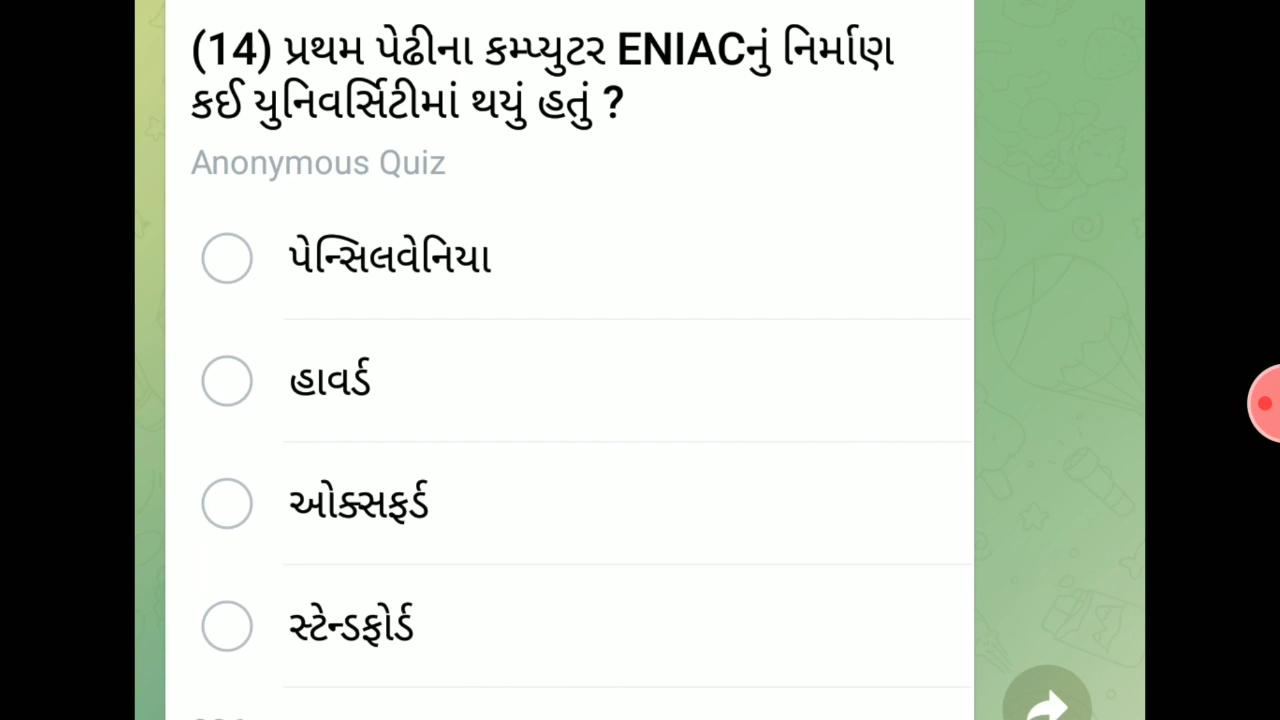 (14) પ્રથમ પેઢીના કમ્પ્યુટર ENIACનું નિર્માણ
કઈ યુનિવર્સિટીમાં થયું હતું ?
Anonymous Quiz
પેન્સિલવેનિયા
હાવર્ડ
ઓક્સફર્ડ
સ્ટેન્ડફોર્ડ